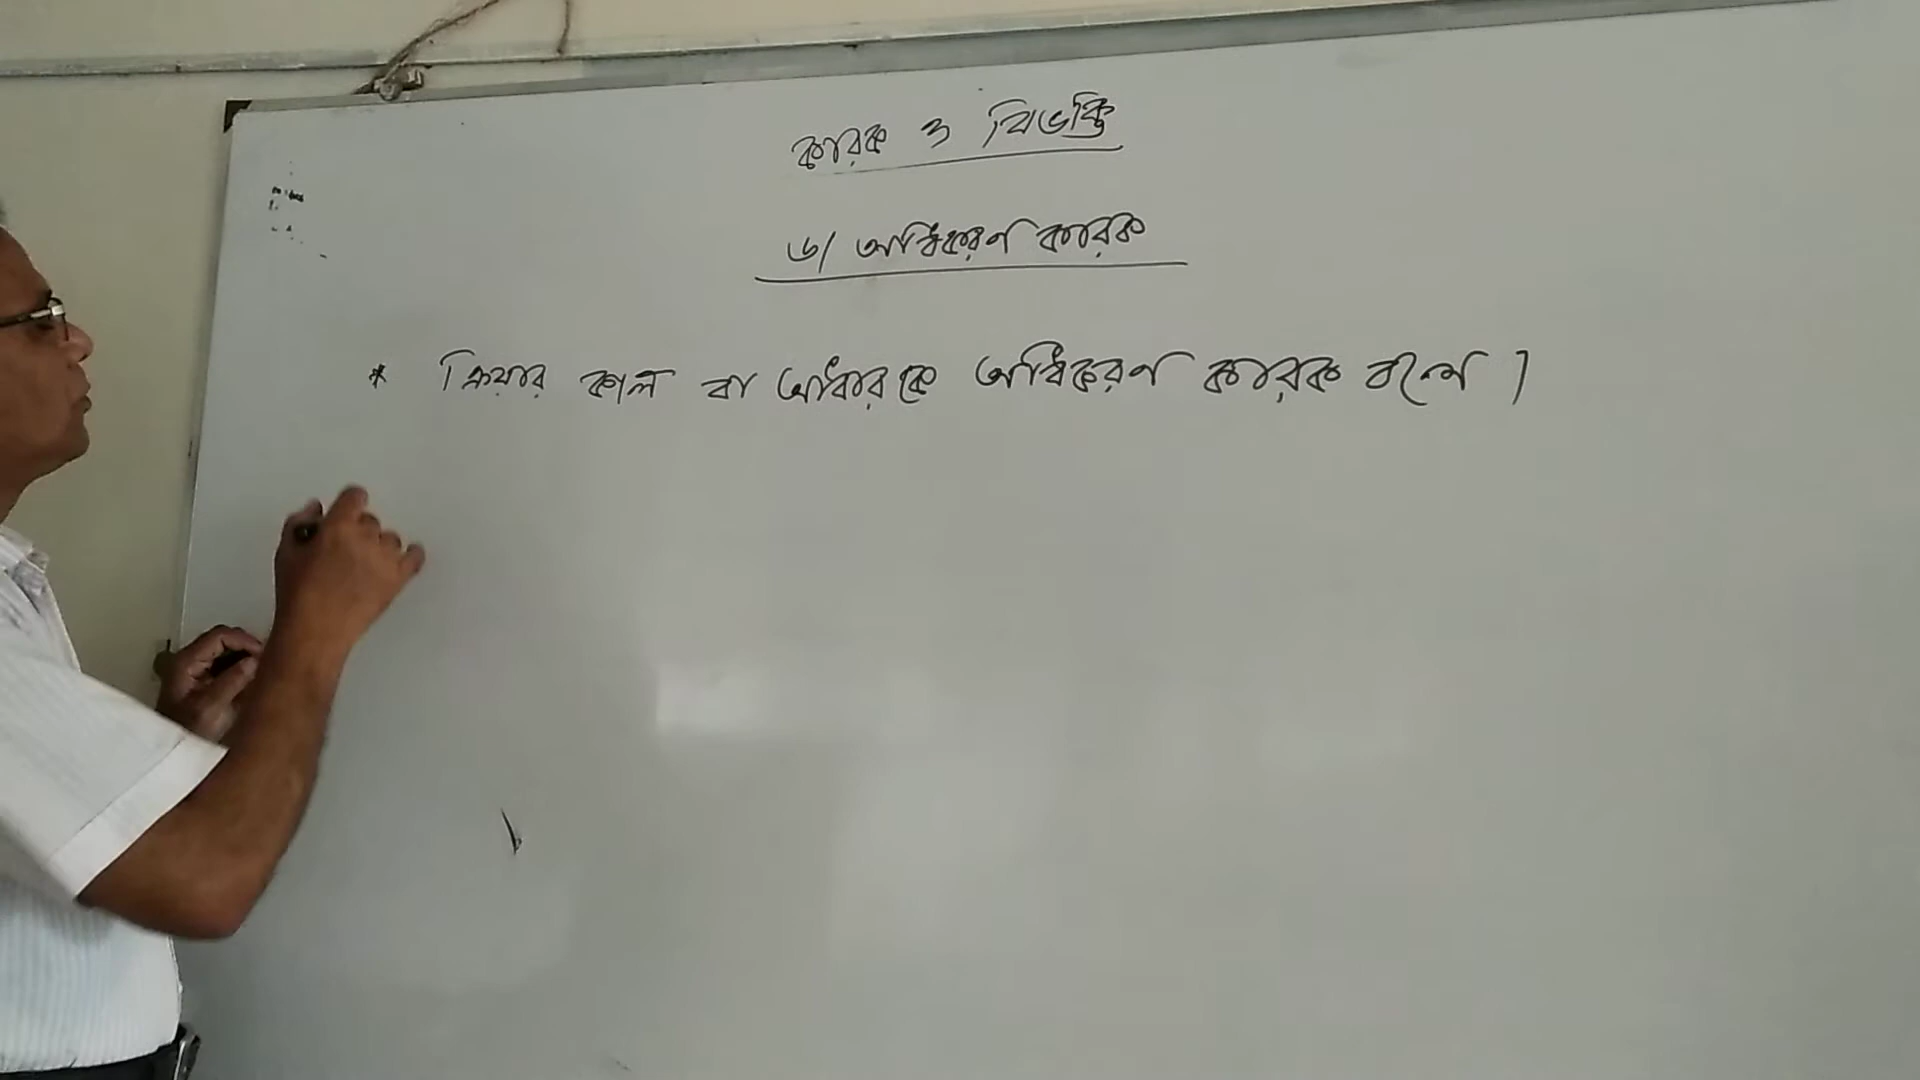 কারক ও বিভক্তি
৬। অধিকরণ কারক
* ক্রিয়ার কাল বা আধারকে অধিকরণ কারক বলে।